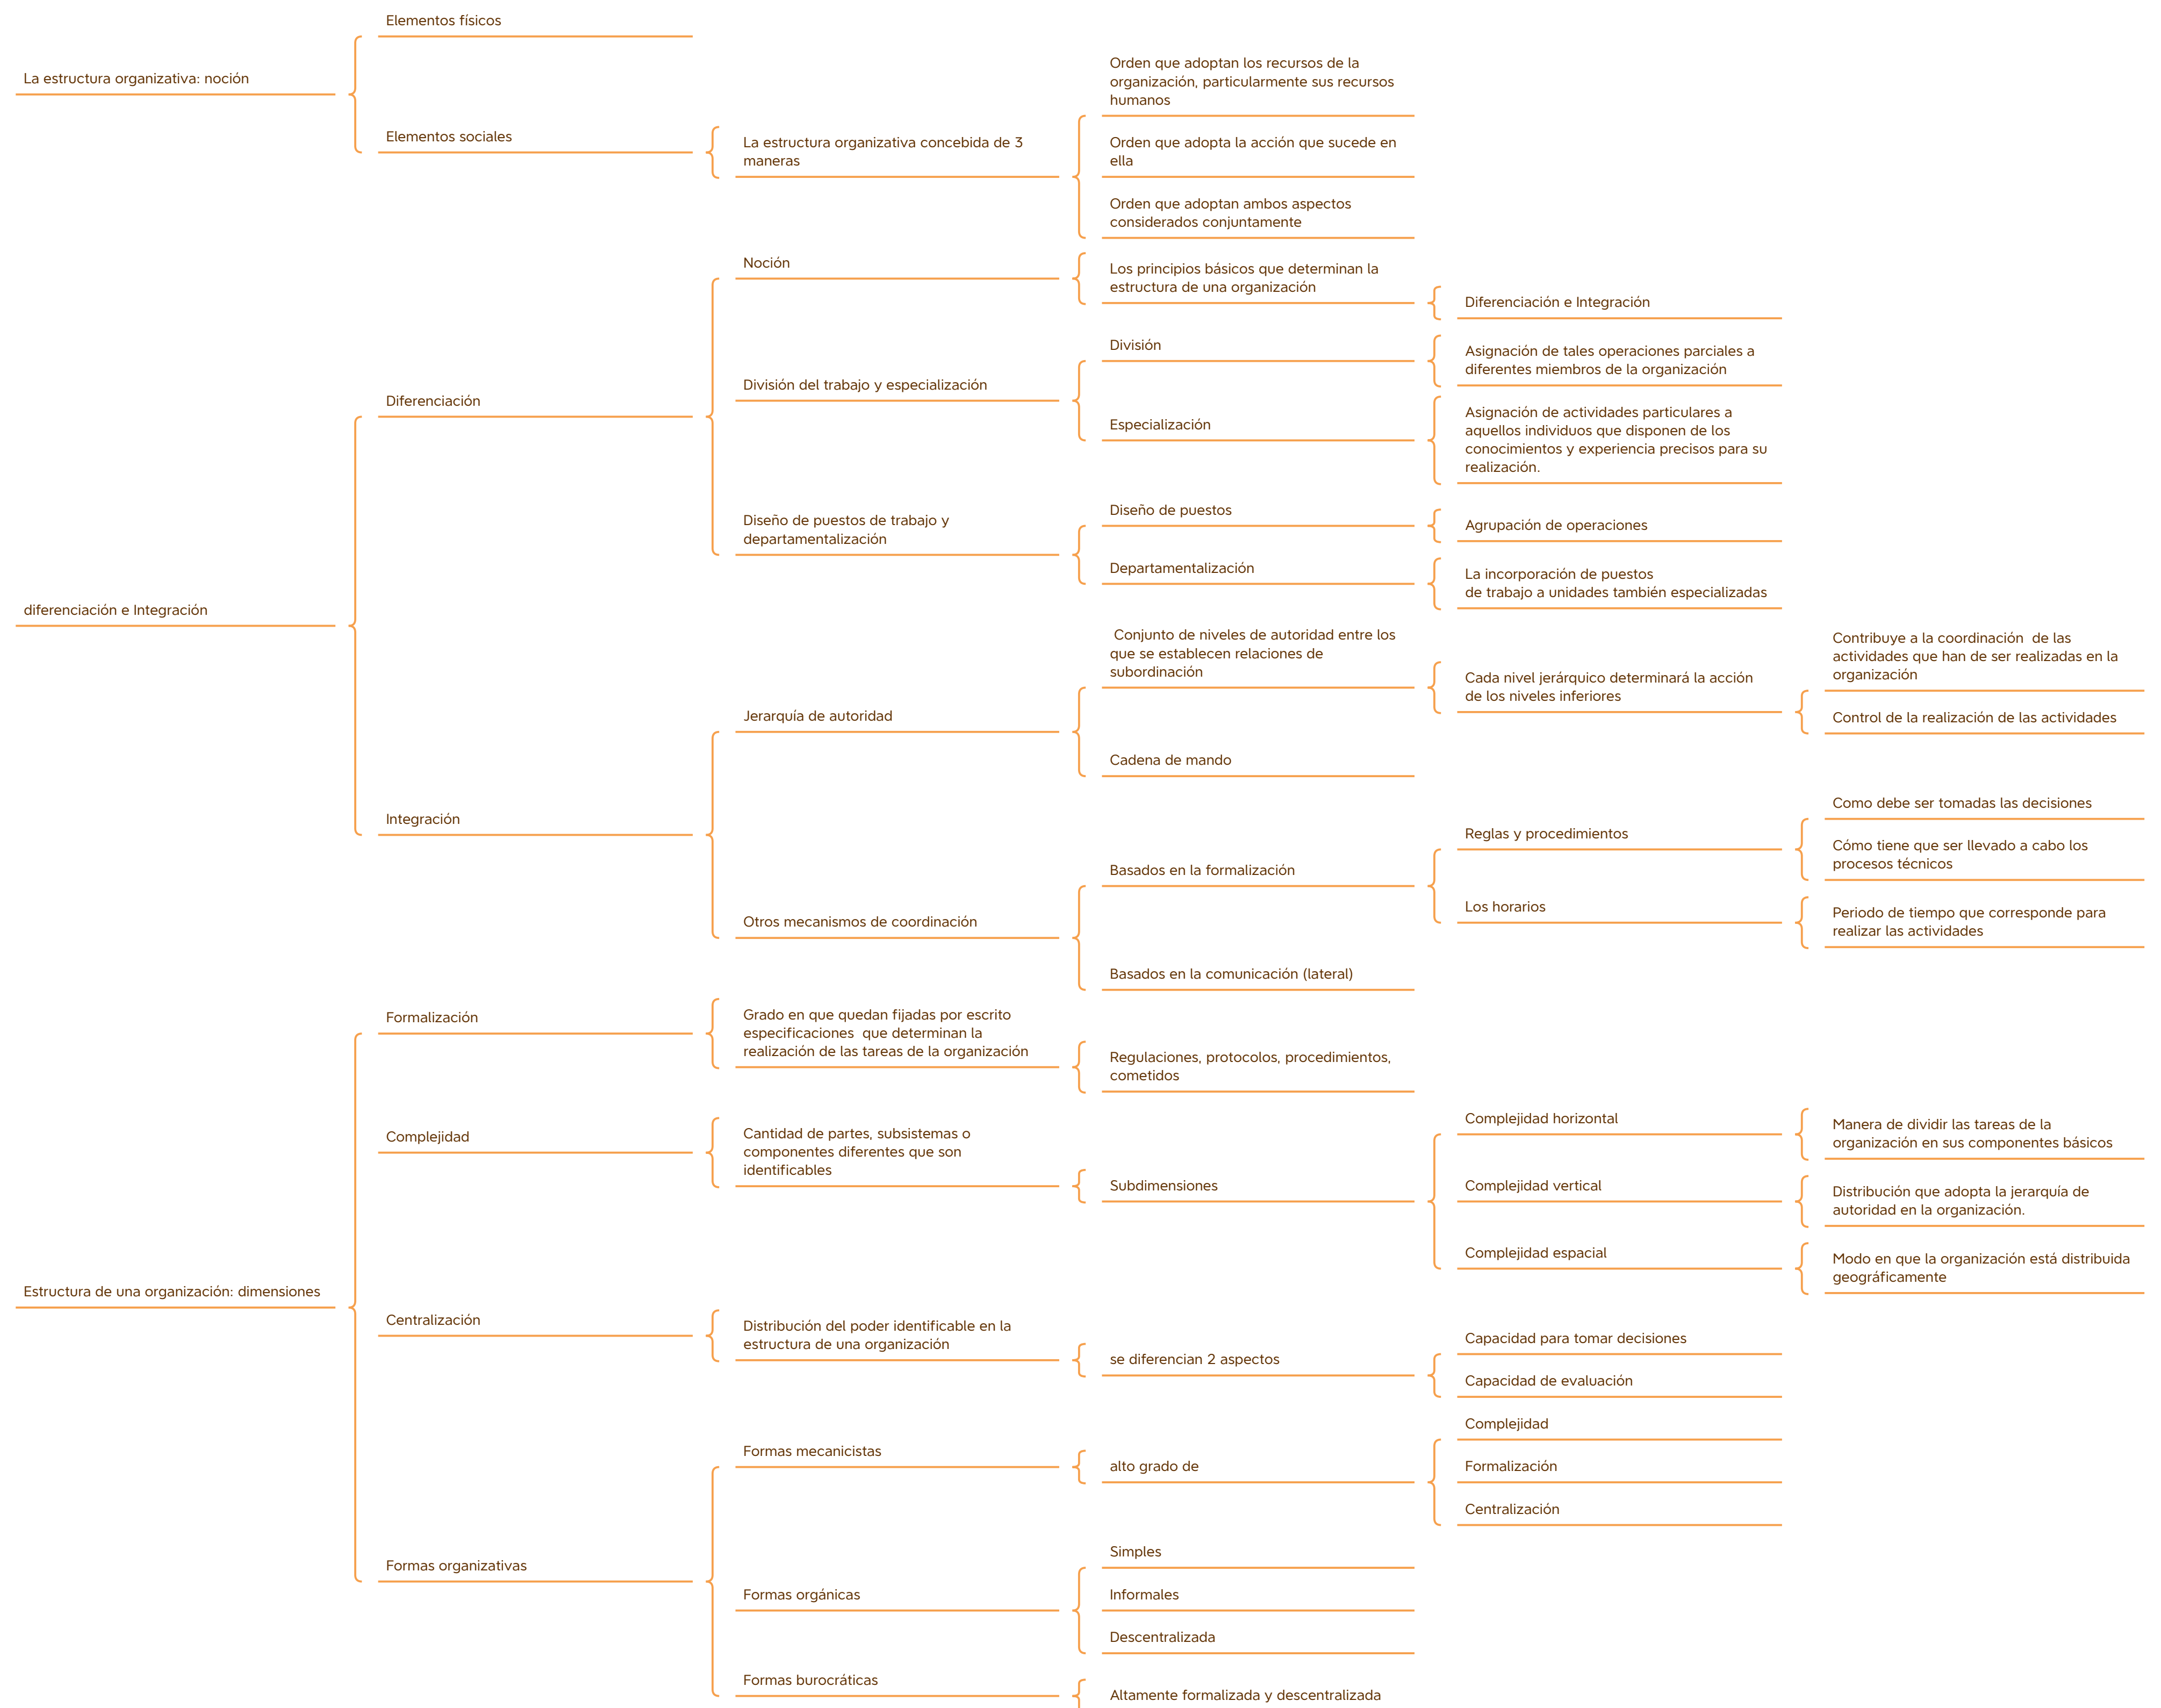 Elementos físicos
La estructura organizativa: noción
Elementos sociales
La estructura organizativa concebida de 3
maneras
Orden que adoptan los recursos de la
organización, particularmente sus recursos
humanos
Orden que adopta la acción que sucede en
ella
Orden que adoptan ambos aspectos
considerados conjuntamente
diferenciación e Integración
Diferenciación
Noción
Los principios básicos que determinan la
estructura de una organización
Diferenciación e Integración
División del trabajo y especialización
División
Asignación de tales operaciones parciales a
diferentes miembros de la organización
Especialización
Asignación de actividades particulares a
aquellos individuos que disponen de los
conocimientos y experiencia precisos para su
realización.
Diseño de puestos de trabajo y
departamentalización
Diseño de puestos
Agrupación de operaciones
Departamentalización
La incorporación de puestos
de trabajo a unidades también especializadas
Integración
Jerarquía de autoridad
Conjunto de niveles de autoridad entre los
que se establecen relaciones de
subordinación
Cada nivel jerárquico determinará la acción
de los niveles inferiores
Contribuye a la coordinación  de las
actividades que han de ser realizadas en la
organización
Control de la realización de las actividades
Cadena de mando
Otros mecanismos de coordinación
Basados en la formalización
Reglas y procedimientos
Como debe ser tomadas las decisiones
Cómo tiene que ser llevado a cabo los
procesos técnicos
Los horarios
Periodo de tiempo que corresponde para
realizar las actividades
Basados en la comunicación (lateral)
Estructura de una organización: dimensiones
Formalización
Grado en que quedan fijadas por escrito
especificaciones  que determinan la
realización de las tareas de la organización
Regulaciones, protocolos, procedimientos,
cometidos
Complejidad
Cantidad de partes, subsistemas o
componentes diferentes que son
identificables
Subdimensiones
Complejidad horizontal
Manera de dividir las tareas de la
organización en sus componentes básicos
Complejidad vertical
Distribución que adopta la jerarquía de
autoridad en la organización.
Complejidad espacial
Modo en que la organización está distribuida
geográficamente
Centralización
Distribución del poder identificable en la
estructura de una organización
se diferencian 2 aspectos
Capacidad para tomar decisiones
Capacidad de evaluación
Formas organizativas
Formas mecanicistas
alto grado de
Complejidad
Formalización
Centralización
Formas orgánicas
Simples
Informales
Descentralizada
Formas burocráticas
Altamente formalizada y descentralizada